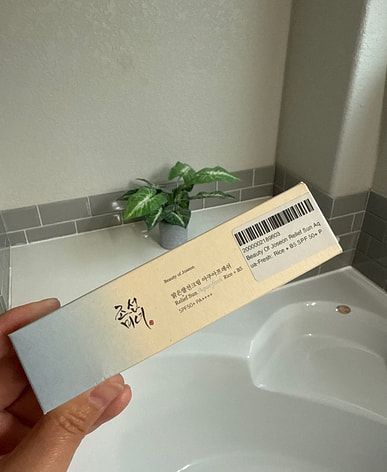 조선
미녀
Beauty of Joseon
맑은쌀선크림 아쿠아프레쉬
Relief Sun Aqua-fresh Rice + B5
SPF50+ PA++++
2000002189603
Beauty Of Joseon Relief Sun Aq
ua-Fresh: Rice + B5 SPF 50+ P